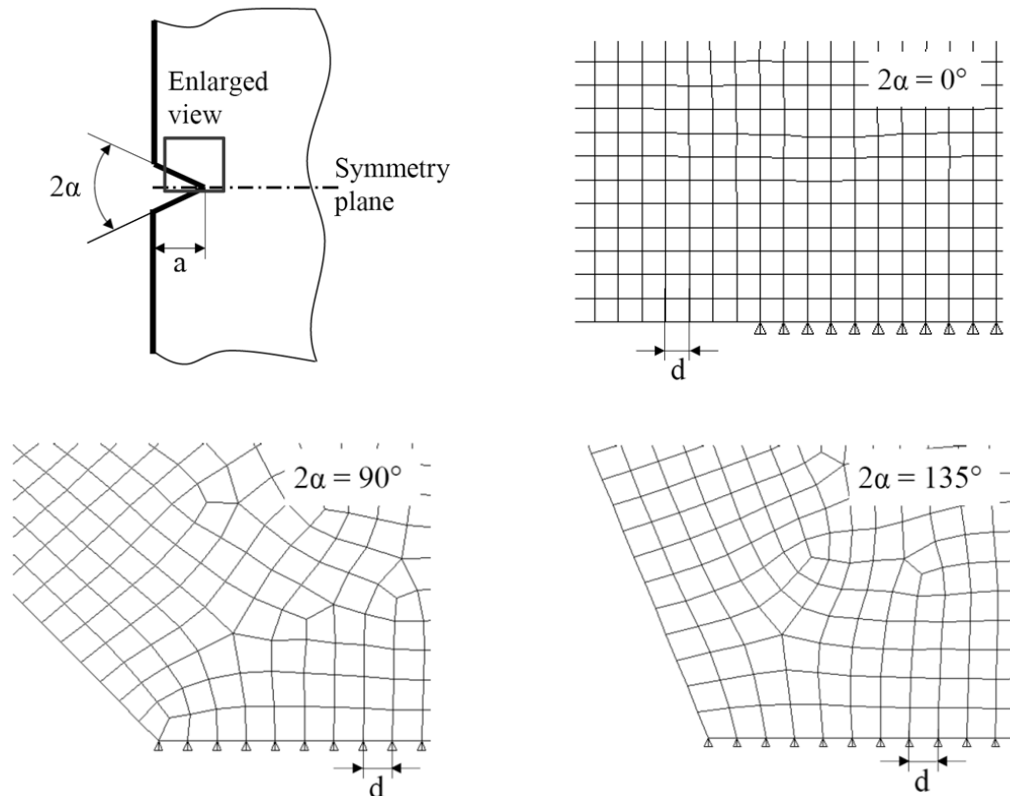 Enlarged
view
2α
Symmetry
plane
a
2α = 0°
d
2α = 90°
d
2α = 135°
d